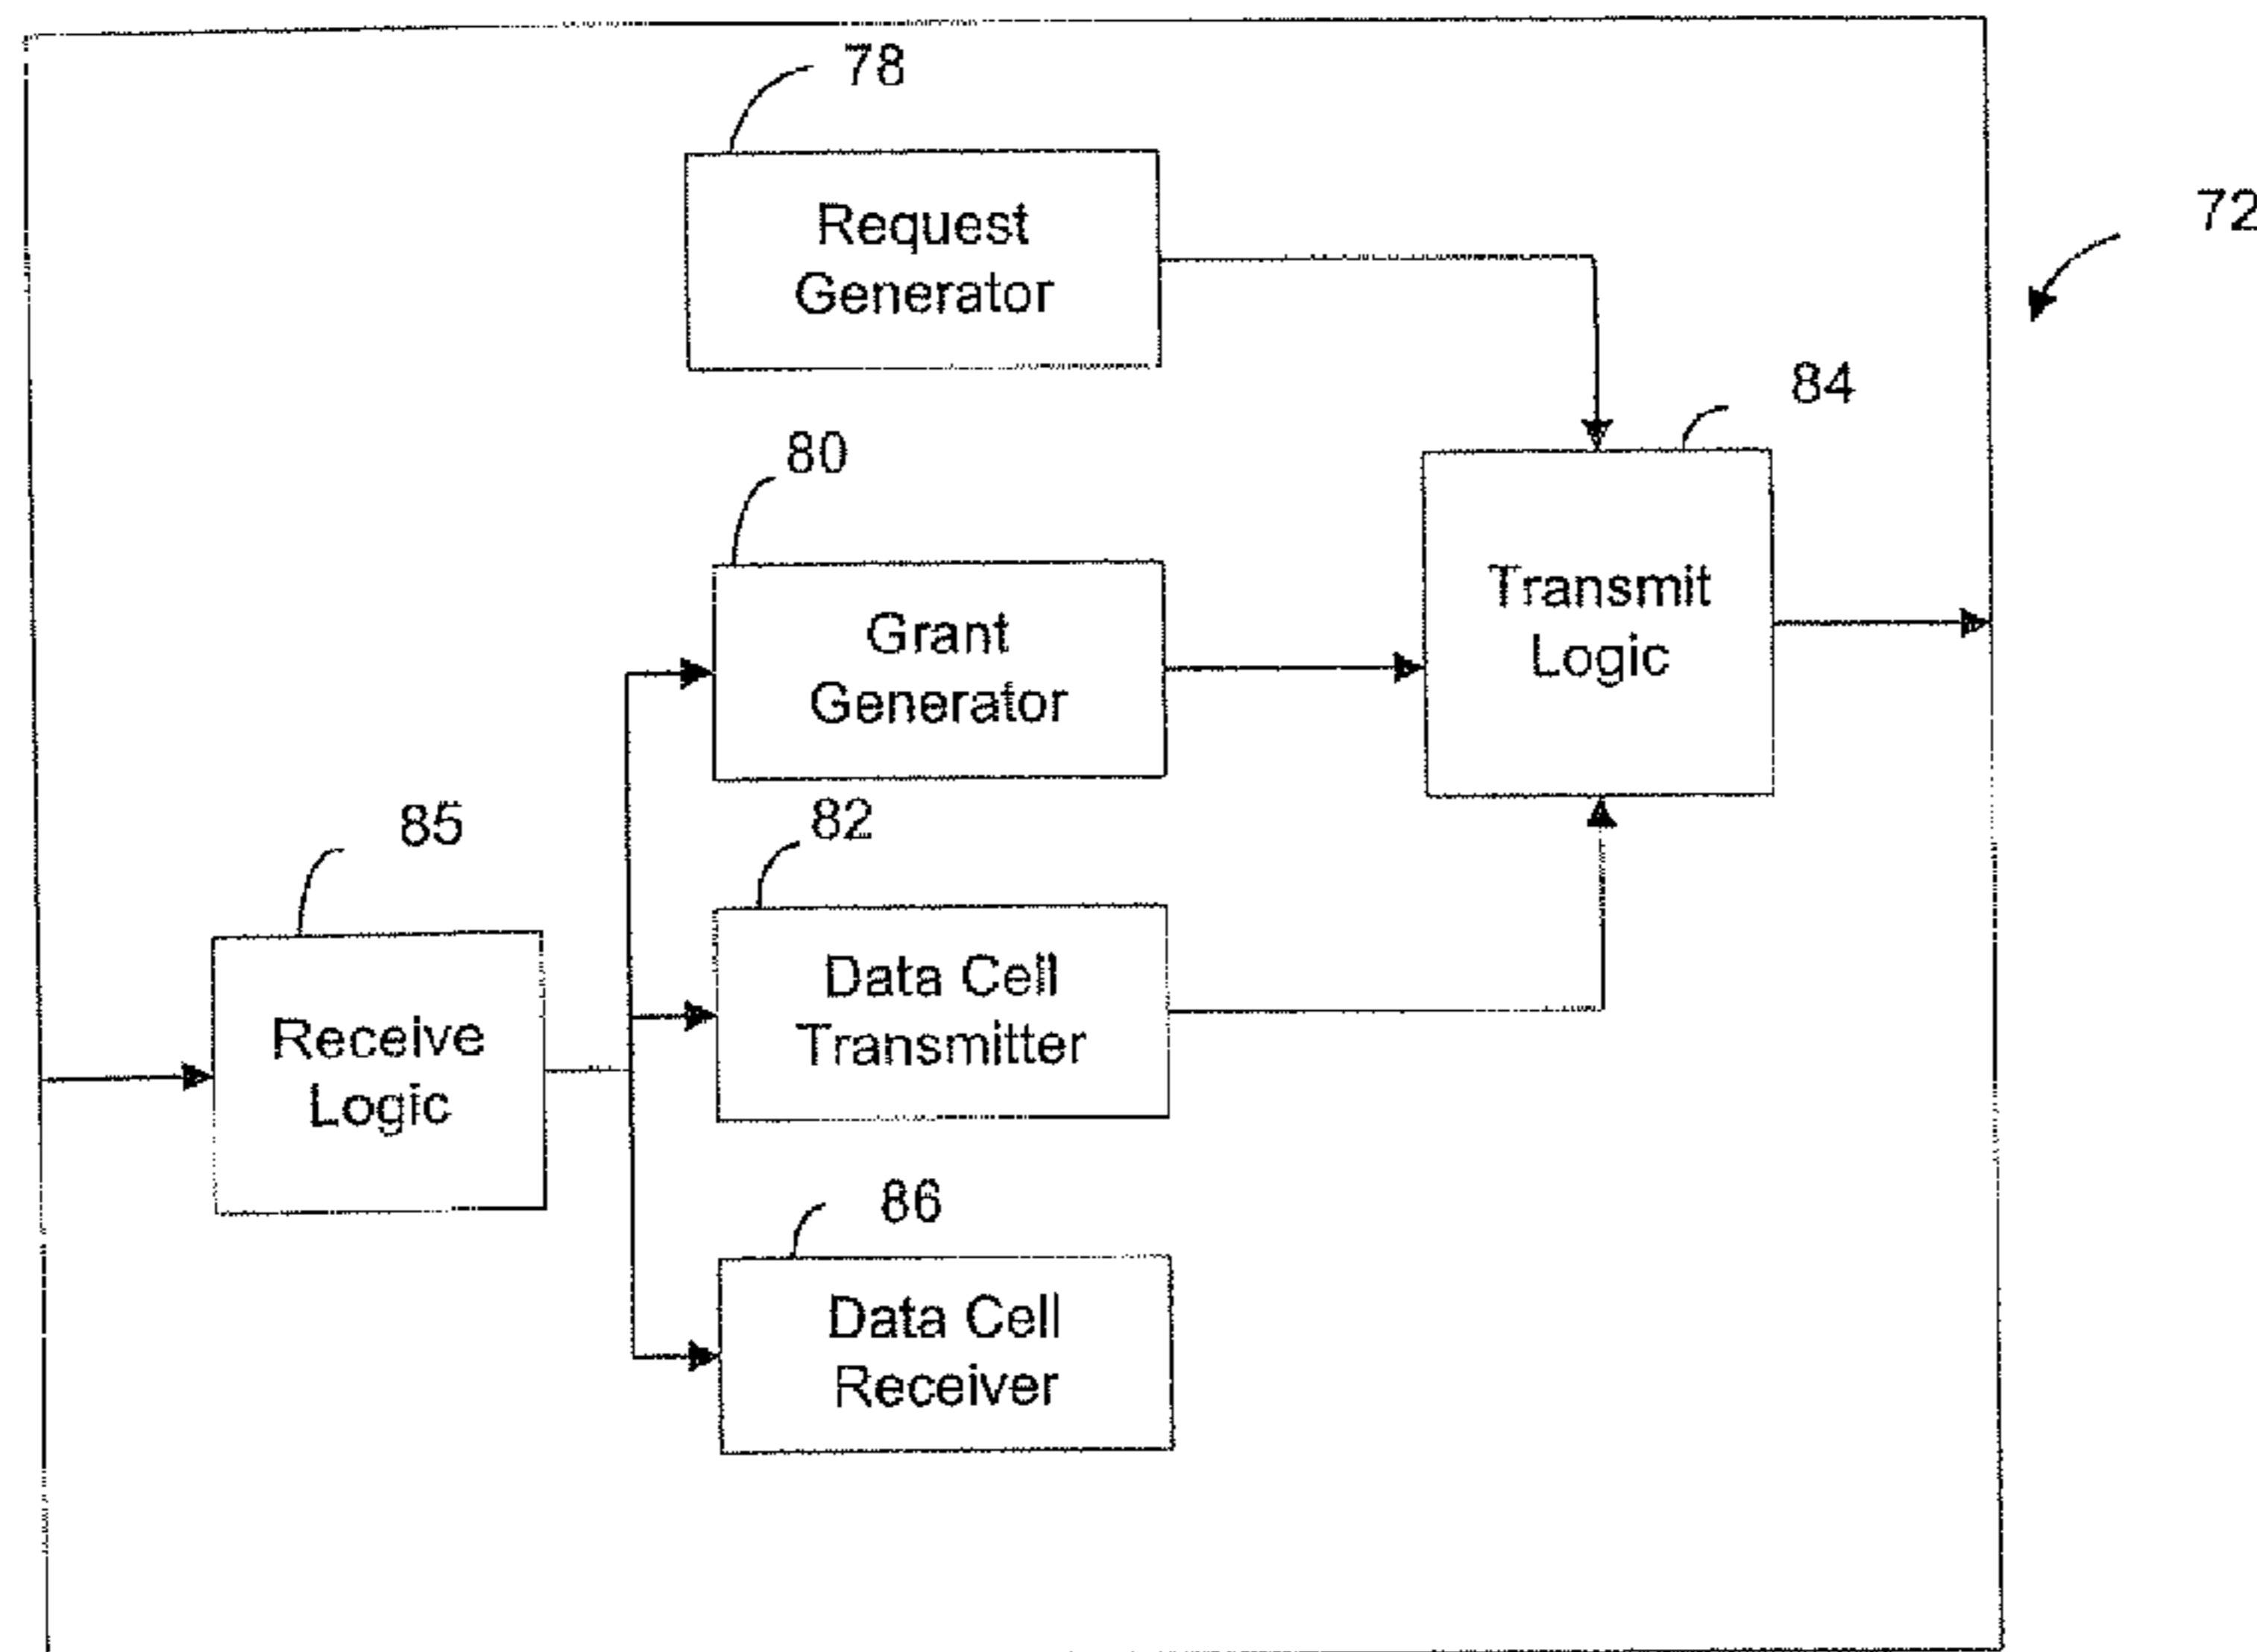 78
Request
Generator
72
84
80
Grant
Generator
Transmit
Logic
85
82
Receive
Logic
Data Cell
Transmitter
86
Data Cell
Receiver